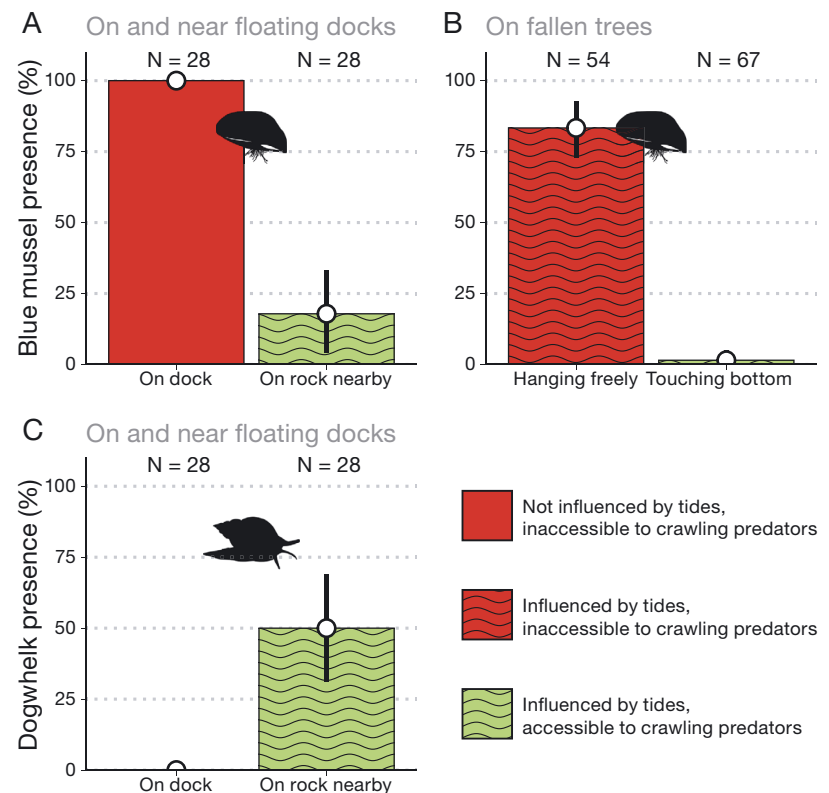 A
On and near floating docks
N = 28
N = 28
Blue mussel presence (%)
100
75
50
25
0
On dock
On rock nearby
B
On fallen trees
N = 54
N = 67
100
75
50
25
0
Hanging freely
Touching bottom
C
On and near floating docks
N = 28
N = 28
Dogwhelk presence (%)
100
75
50
25
0
On dock
On rock nearby
Not influenced by tides,
inaccessible to crawling predators
Influenced by tides,
inaccessible to crawling predators
Influenced by tides,
accessible to crawling predators